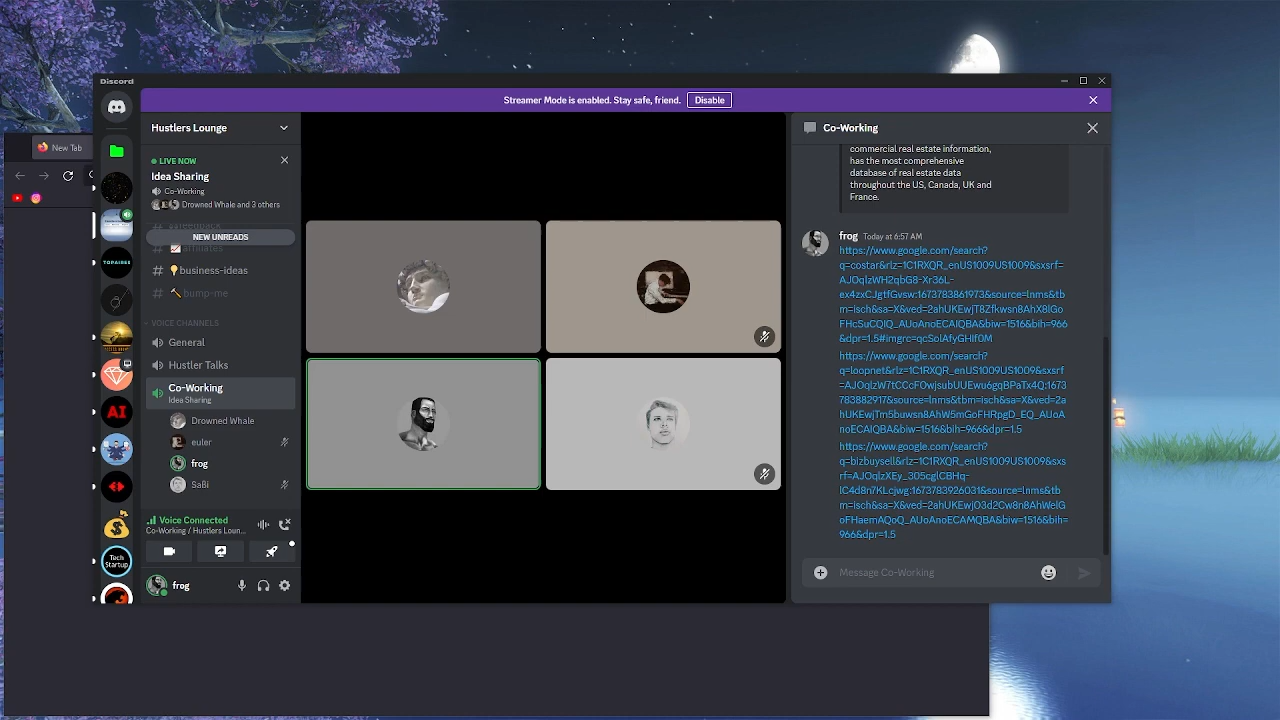 Discord
Streamer Mode is enabled. Stay safe, friend. Disable
New Tab
Hustlers Lounge
LIVE NOW
Idea Sharing
Co-Working
Drowned Whale and 3 others
NEW UNREADS
affiliates
business-ideas
bump-me
VOICE CHANNELS
General
Hustler Talks
Co-Working
Idea Sharing
Drowned Whale
euler
frog
SaBi
Voice Connected
Co-Working / Hustlers Loun...
frog
TOPAIRES
AI
Tech
Startup
Co-Working
commercial real estate information,
has the most comprehensive
database of real estate data
throughout the US, Canada, UK and
France.
frog Today at 6:57 AM
https://www.google.com/search?
q=costar&rlz=1C1RXQR_enUS1009US1009&sxsrf=
AJOqlzWH2qbG8-Xr36L-
ex4zxCJgtfGvsw:1673783861973&source=lnms&tb
m=isch&sa=X&ved=2ahUKEwjT8Zfkwsn8AhX8lGo
FHcSuCQIQ_AUoAnoECAIQBA&biw=1516&bih=966
&dpr=1.5#imgrc=qcSolAfyGHIf0M
https://www.google.com/search?
q=loopnet&rlz=1C1RXQR_enUS1009US1009&sxsrf
=AJOqlzW7tCCcFOwjsubUUEwu6gqBPaTx4Q:1673
783882917&source=lnms&tbm=isch&sa=X&ved=2a
hUKEwjTm5buwsn8AhW5mGoFHRpgD_EQ_AUoA
noECAIQBA&biw=1516&bih=966&dpr=1.5
https://www.google.com/search?
q=bizbuysell&rlz=1C1RXQR_enUS1009US1009&sxs
rf=AJOqlzXEy_305cglCBHq-
lC4d8n7KLcjwg:1673783926031&source=lnms&tb
m=isch&sa=X&ved=2ahUKEwjO3d2Cw8n8AhWelG
oFHaemAQoQ_AUoAnoECAMQBA&biw=1516&bih=
966&dpr=1.5
Message Co-Working